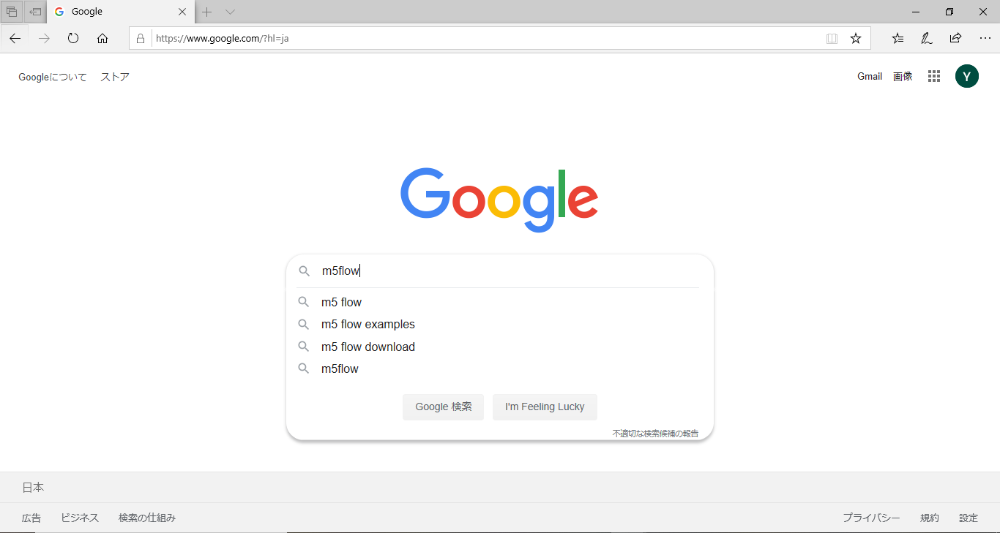 Google
https://www.google.com/?hl=ja
Googleについて ストア
Gmail 画像 Y
Google
m5flow
m5 flow
m5 flow examples
m5 flow download
m5flow
Google 検索 I'm Feeling Lucky
不適切な検索候補の報告
日本
広告 ビジネス 検索の仕組み プライバシー 規約 設定